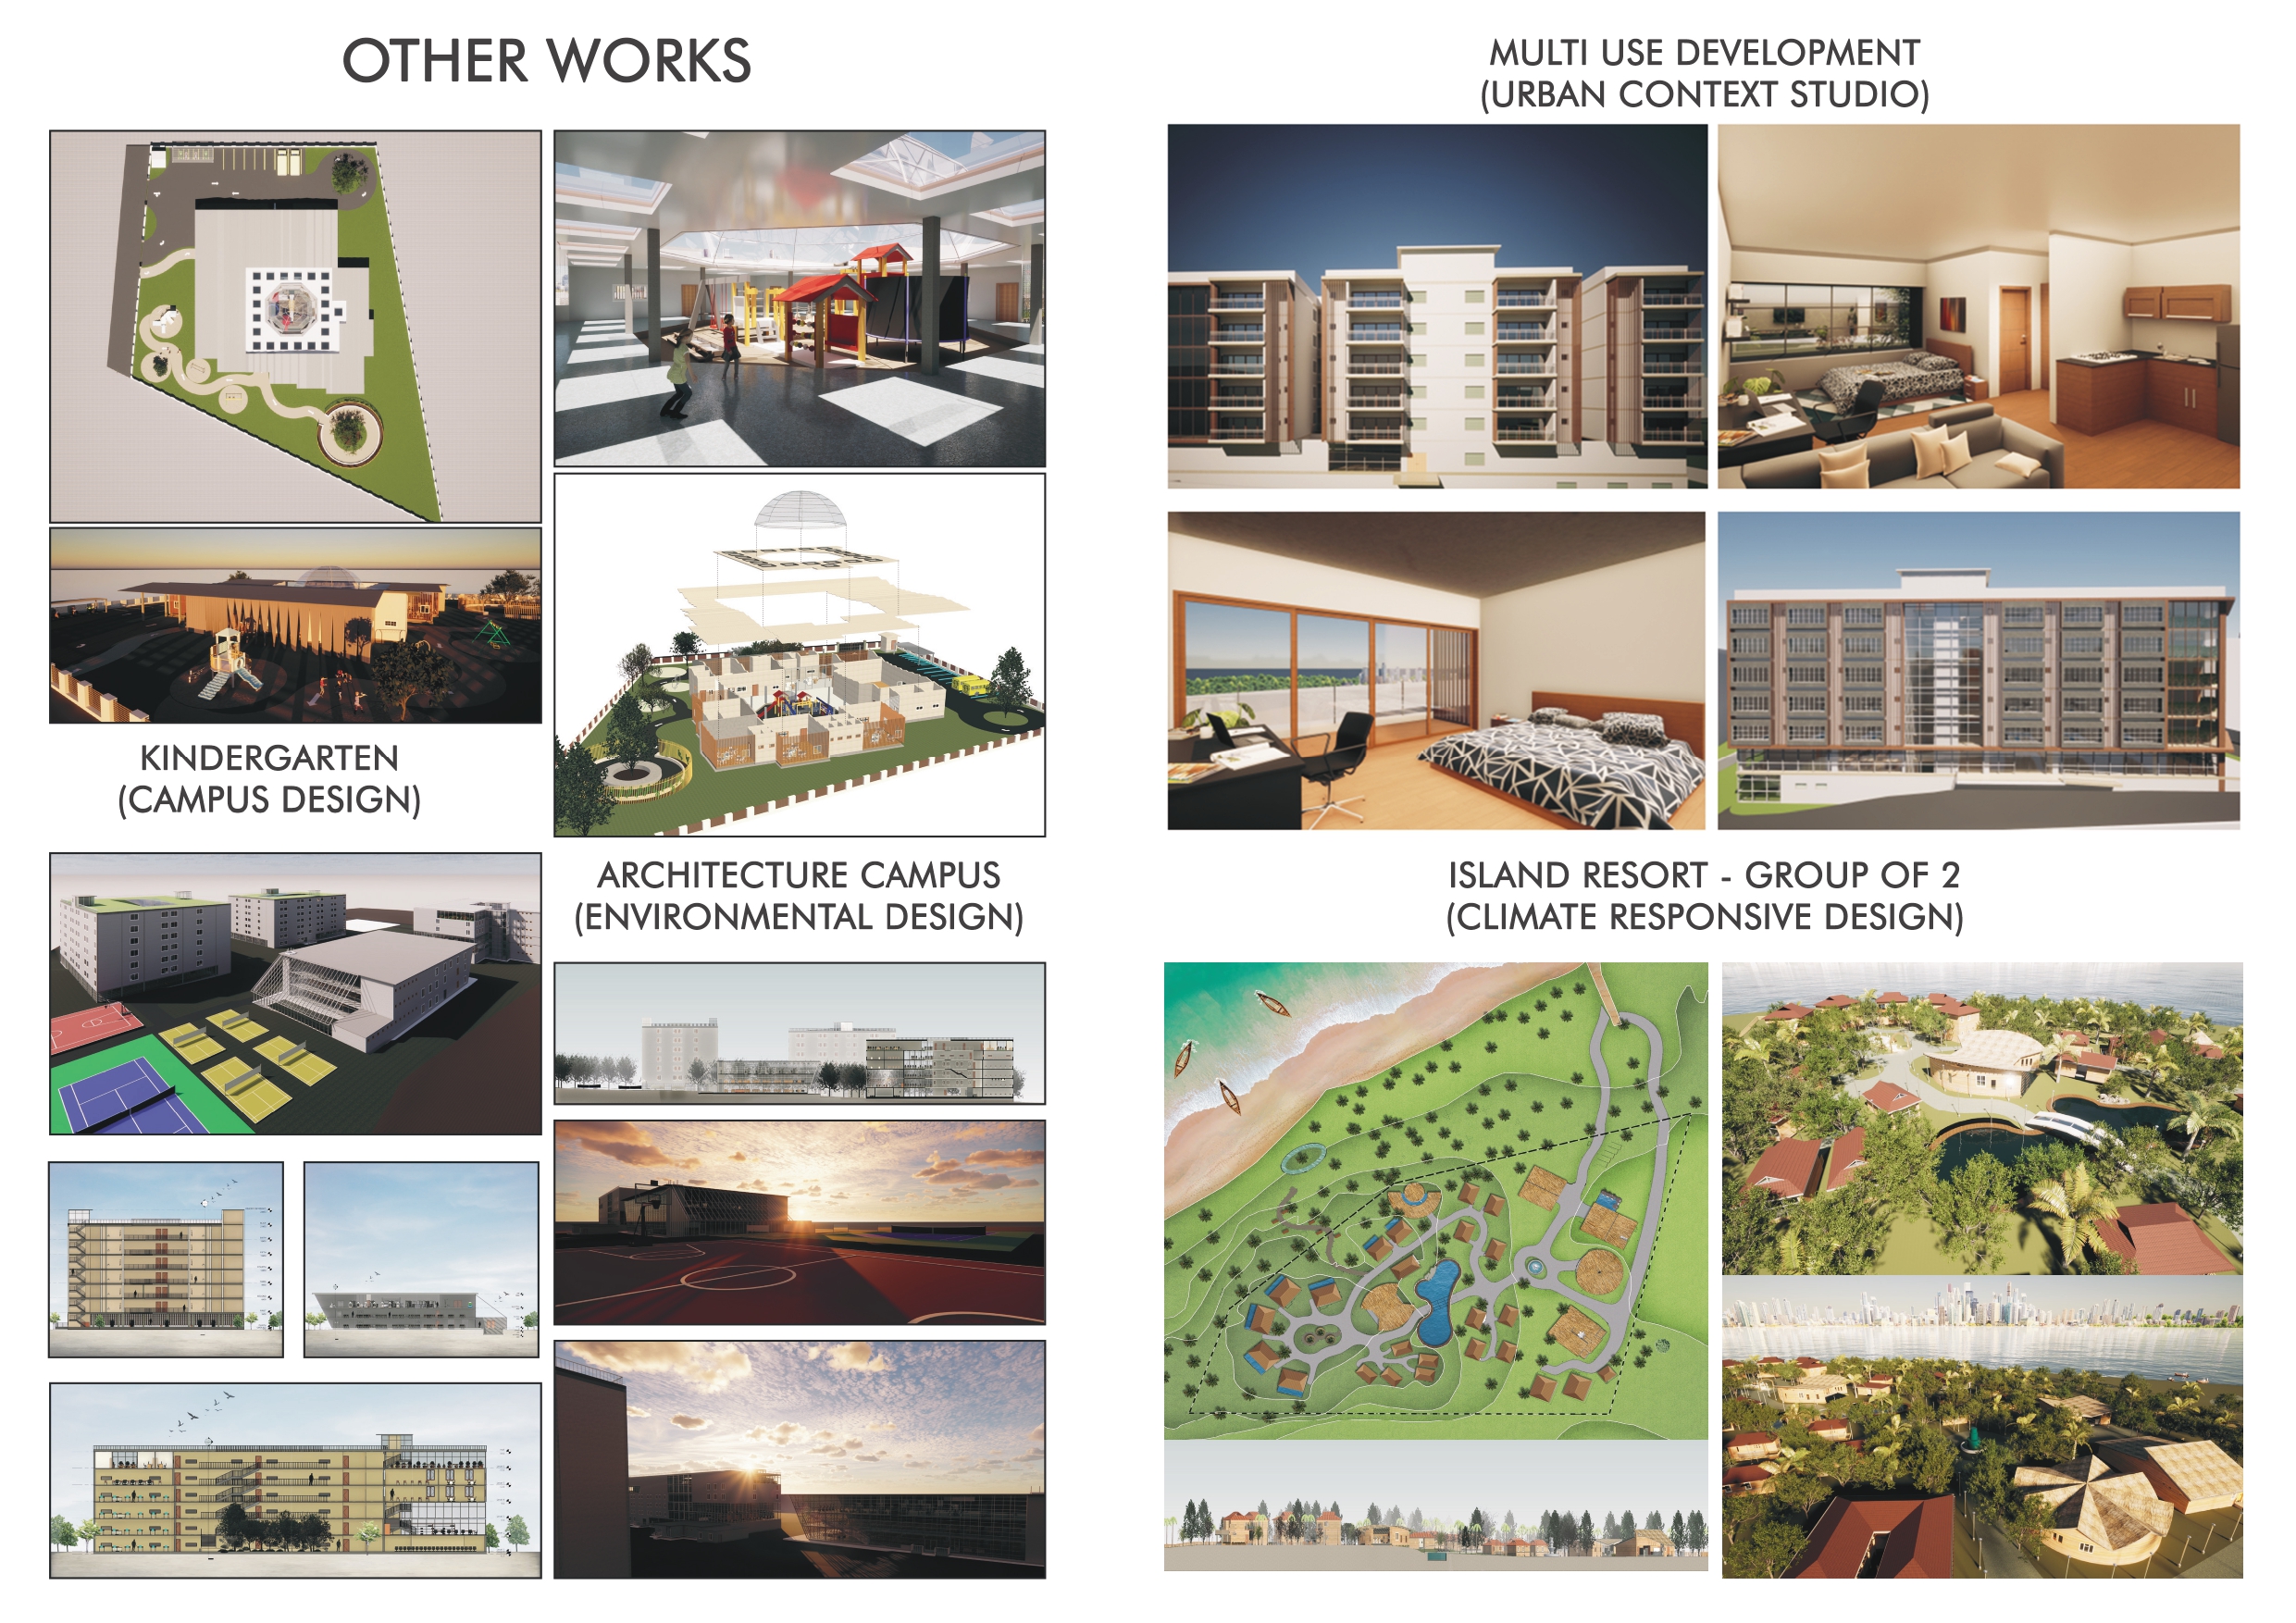 OTHER WORKS
KINDERGARTEN
(CAMPUS DESIGN)
ARCHITECTURE CAMPUS
(ENVIRONMENTAL DESIGN)
MULTI USE DEVELOPMENT
(URBAN CONTEXT STUDIO)
ISLAND RESORT - GROUP OF 2
(CLIMATE RESPONSIVE DESIGN)